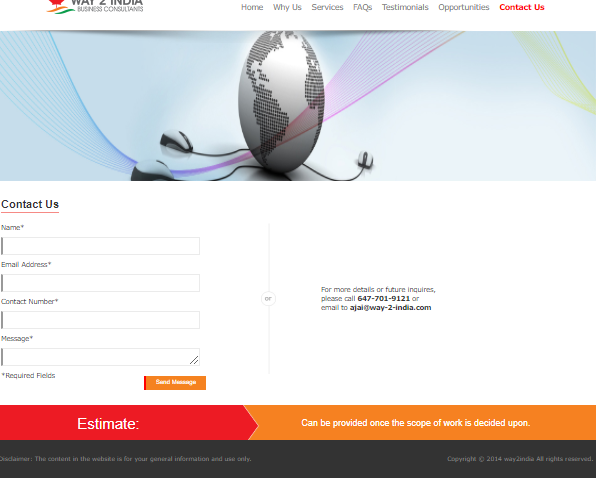 WAY 2 INDIA
BUSINESS CONSULTANTS
Home Why Us Services FAQs Testimonials Opportunities Contact Us
Contact Us
Name*
Email Address*
Contact Number*
Message*
*Required Fields
Send Message
or
For more details or future inquires,
please call 647-701-9121 or
email to ajai@way-2-india.com
Estimate:
Can be provided once the scope of work is decided upon.
Disclaimer: The content in the website is for your general information and use only.
Copyright © 2014 way2india All rights reserved.